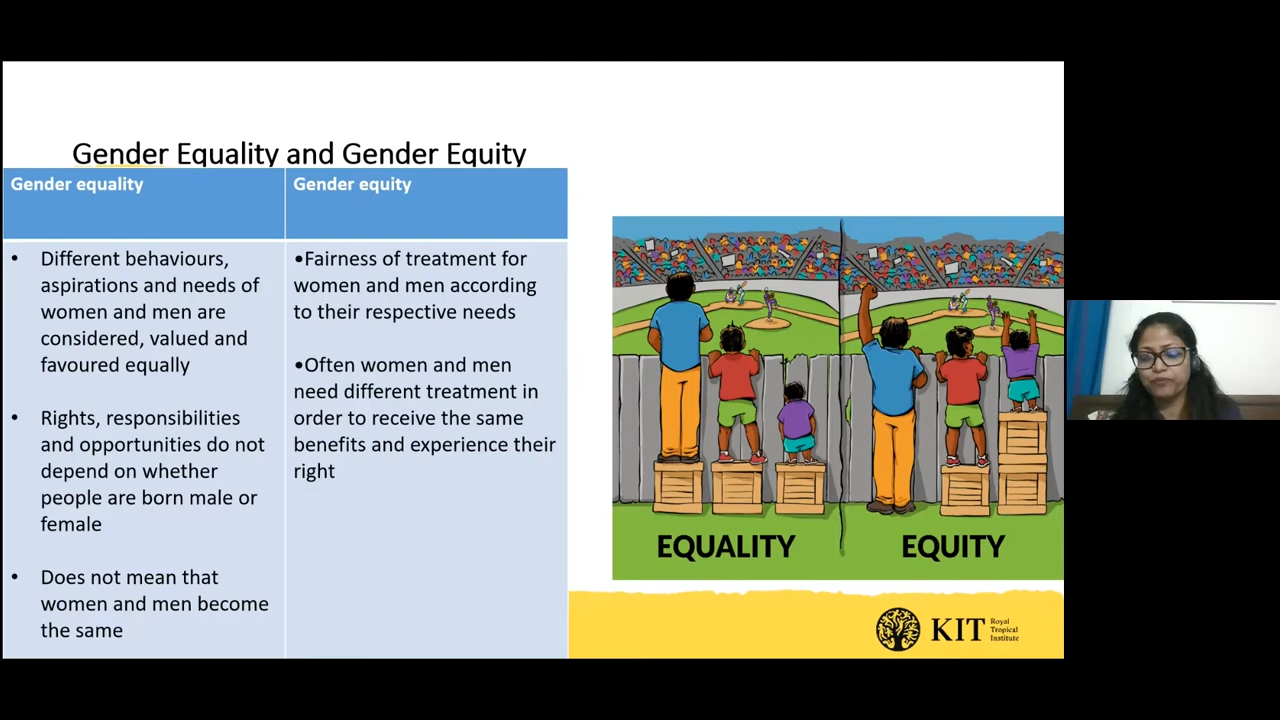 Gender Equality and Gender Equity
Gender equality
• Different behaviours,
aspirations and needs of
women and men are
considered, valued and
favoured equally
• Rights, responsibilities
and opportunities do not
depend on whether
people are born male or
female
• Does not mean that
women and men become
the same
Gender equity
•Fairness of treatment for
women and men according
to their respective needs
•Often women and men
need different treatment in
order to receive the same
benefits and experience their
right
EQUALITY
EQUITY
KIT
Royal
Tropical
Institute